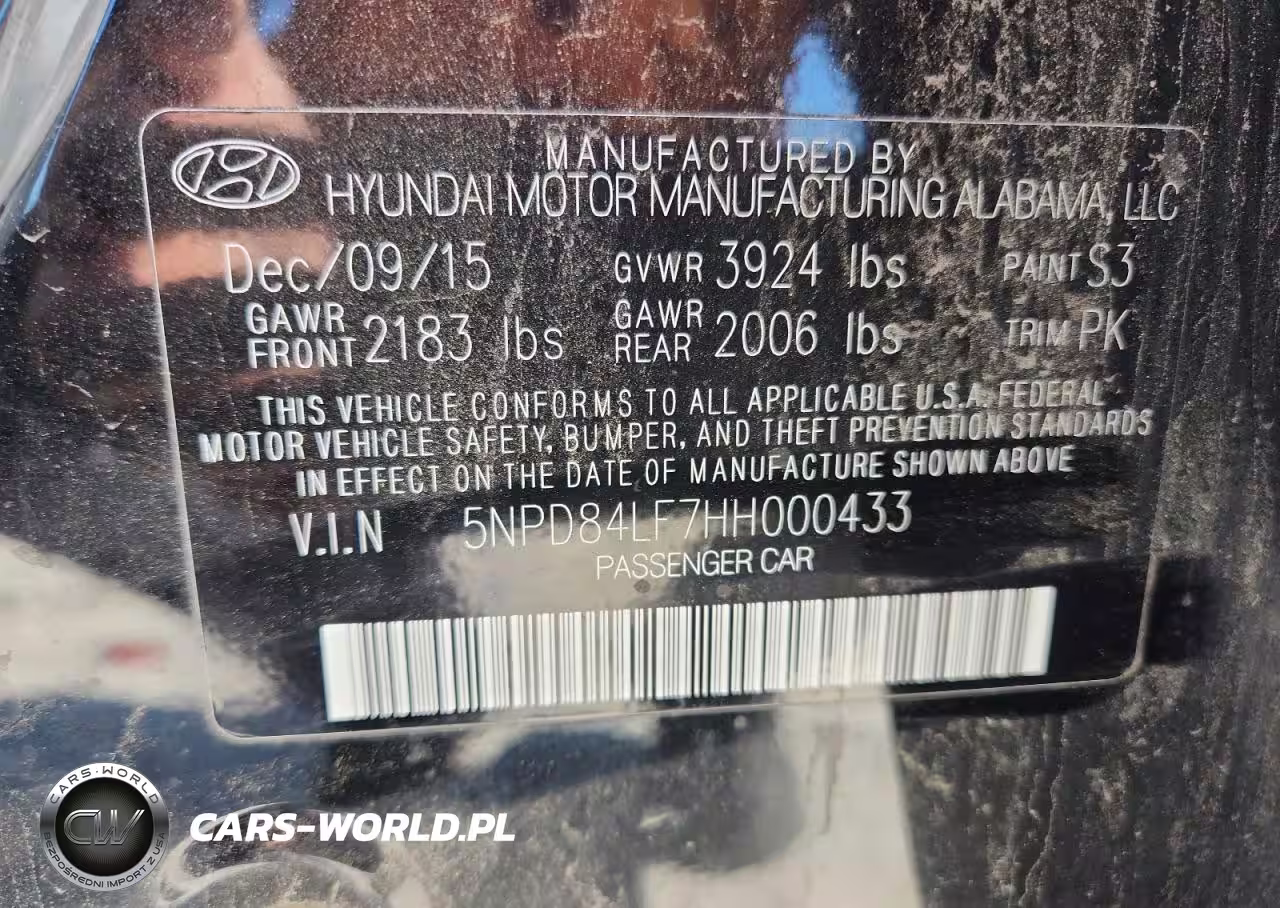 MANUFACTURED BY
HYUNDAI MOTOR MANUFACTURING ALABAMA, LLC
Dec/09/15 GVWR 3924 lbs PAINT S3
GAWR FRONT 2183 lbs GAWR REAR 2006 lbs TRIM PK
THIS VEHICLE CONFORMS TO ALL APPLICABLE U.S.A. FEDERAL
MOTOR VEHICLE SAFETY, BUMPER, AND THEFT PREVENTION STANDARDS
IN EFFECT ON THE DATE OF MANUFACTURE SHOWN ABOVE
V.I.N 5NPD84LF7HH000433
PASSENGER CAR
CARS-WORLD
CW
BEZPOŚREDNI IMPORT Z USA
CARS-WORLD.PL